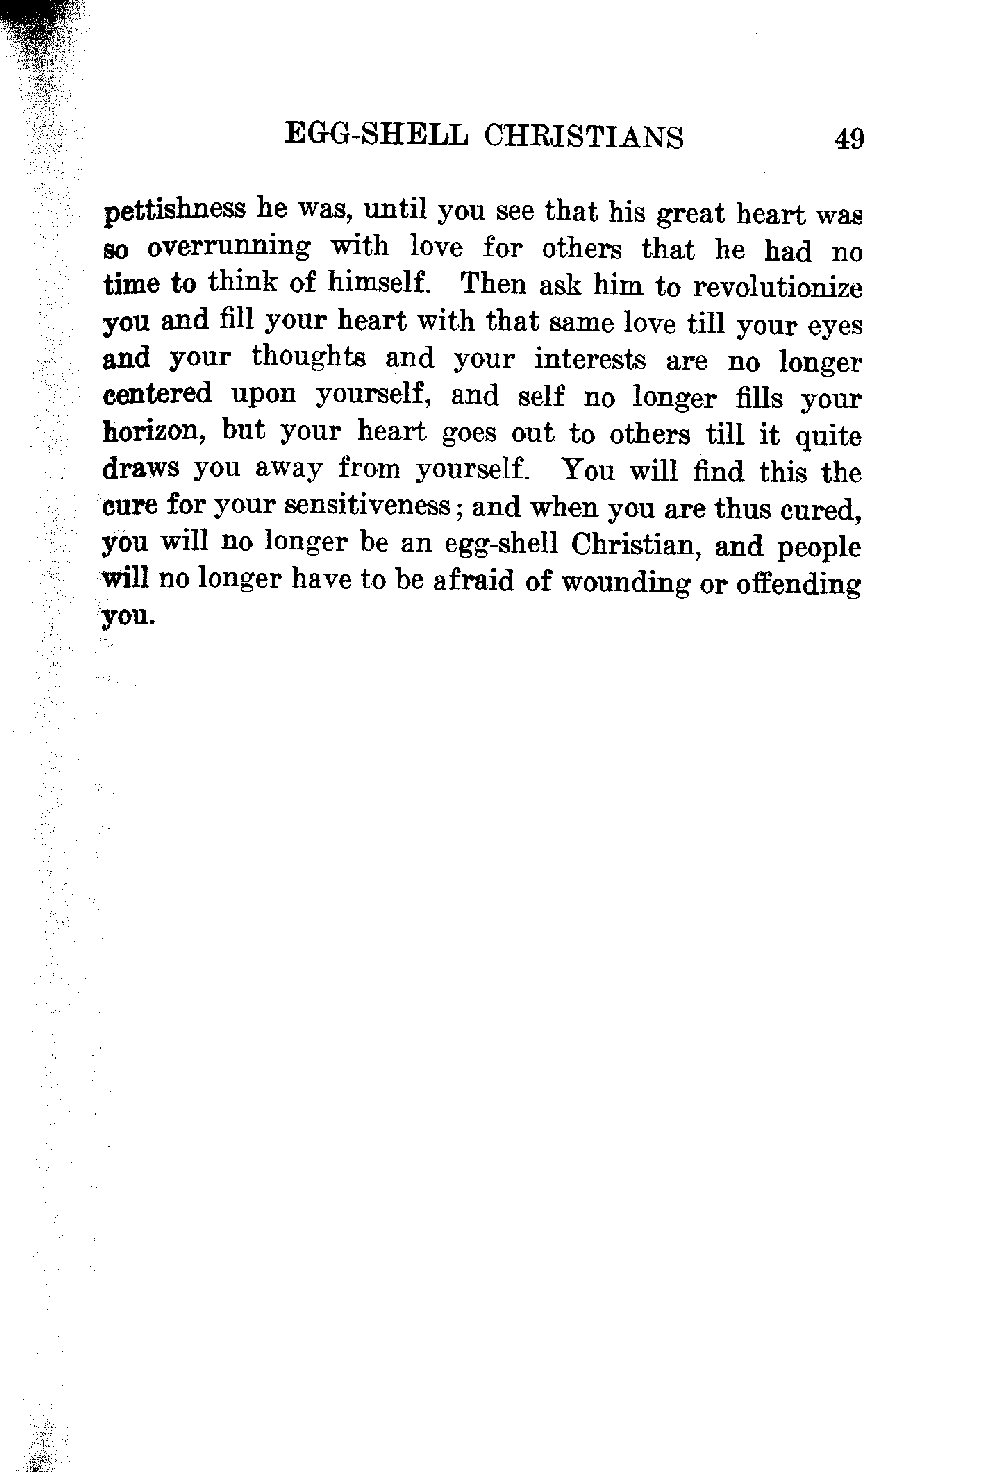 EGG-SHELL CHRISTIANS 49
pettishness he was, until you see that his great heart was
so overrunning with love for others that he had no
time to think of himself. Then ask him to revolutionize
you and fill your heart with that same love till your eyes
and your thoughts and your interests are no longer
centered upon yourself, and self no longer fills your
horizon, but your heart goes out to others till it quite
draws you away from yourself. You will find this the
cure for your sensitiveness; and when you are thus cured,
you will no longer be an egg-shell Christian, and people
will no longer have to be afraid of wounding or offending
you.